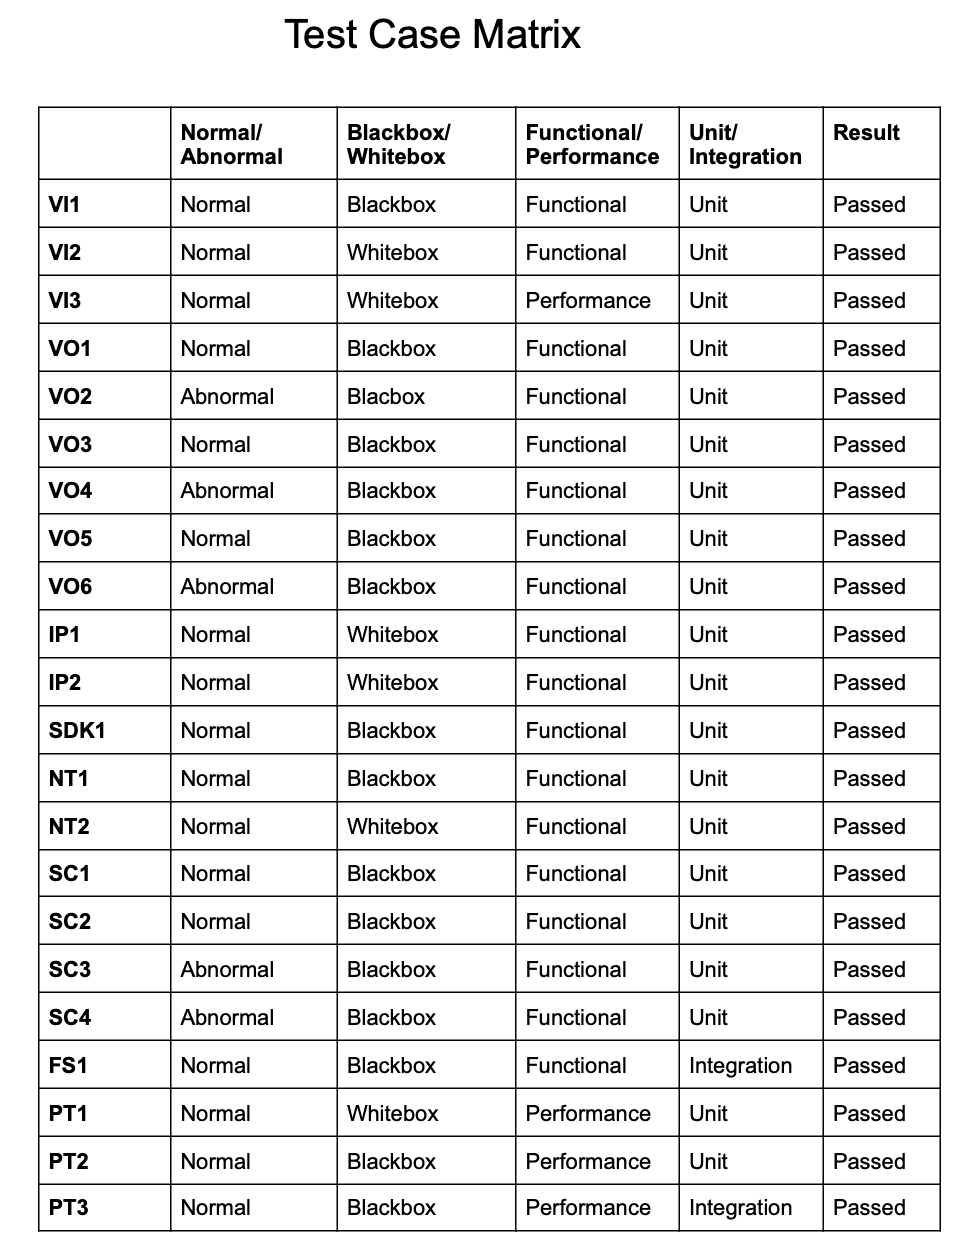 Test Case Matrix
Normal/ Blackbox/ Functional/ Unit/ Result
Abnormal Whitebox Performance Integration
VI1 Normal Blackbox Functional Unit Passed
VI2 Normal Whitebox Functional Unit Passed
VI3 Normal Whitebox Performance Unit Passed
VO1 Normal Blackbox Functional Unit Passed
VO2 Abnormal Blacbox Functional Unit Passed
VO3 Normal Blackbox Functional Unit Passed
VO4 Abnormal Blackbox Functional Unit Passed
VO5 Normal Blackbox Functional Unit Passed
VO6 Abnormal Blackbox Functional Unit Passed
IP1 Normal Whitebox Functional Unit Passed
IP2 Normal Whitebox Functional Unit Passed
SDK1 Normal Blackbox Functional Unit Passed
NT1 Normal Blackbox Functional Unit Passed
NT2 Normal Whitebox Functional Unit Passed
SC1 Normal Blackbox Functional Unit Passed
SC2 Normal Blackbox Functional Unit Passed
SC3 Abnormal Blackbox Functional Unit Passed
SC4 Abnormal Blackbox Functional Unit Passed
FS1 Normal Blackbox Functional Integration Passed
PT1 Normal Whitebox Performance Unit Passed
PT2 Normal Blackbox Performance Unit Passed
PT3 Normal Blackbox Performance Integration Passed